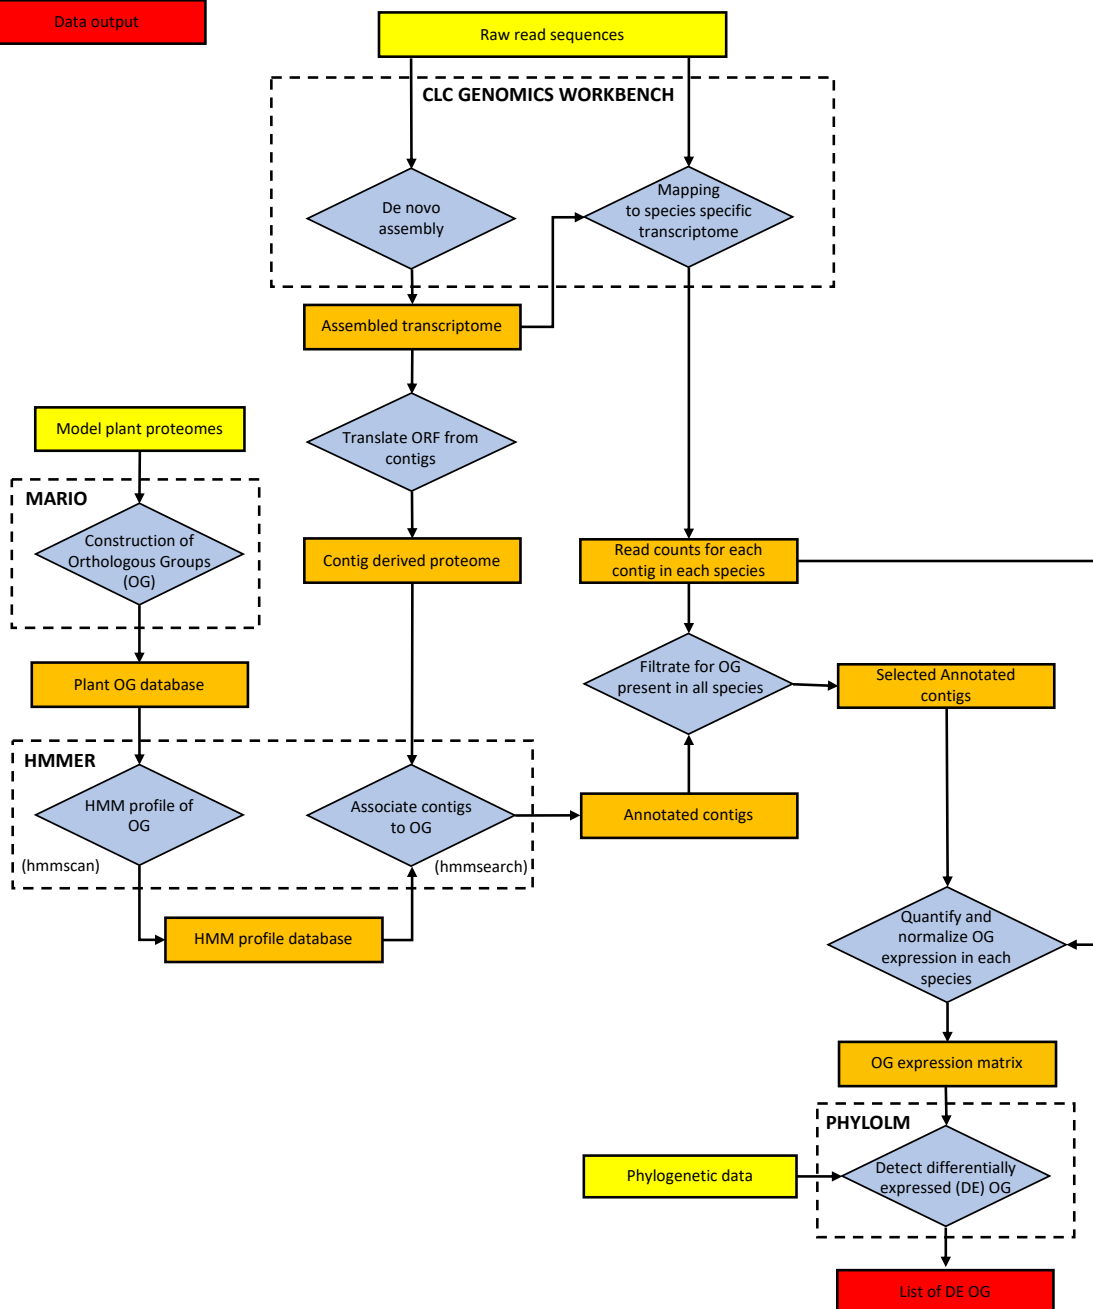 Data output
Raw read sequences
CLC GENOMICS WORKBENCH
De novo
assembly
Mapping
to species specific
transcriptome
Assembled transcriptome
Model plant proteomes
Translate ORF from
contigs
MARIO
Construction of
Orthologous Groups
(OG)
Contig derived proteome
Read counts for each
contig in each species
Plant OG database
Filtrate for OG
present in all species
Selected Annotated
contigs
HMMER
HMM profile of
OG
(hmmscan)
Associate contigs
to OG
(hmmsearch)
Annotated contigs
HMM profile database
Quantify and
normalize OG
expression in each
species
OG expression matrix
PHYLOLM
Phylogenetic data
Detect differentially
expressed (DE) OG
List of DE OG